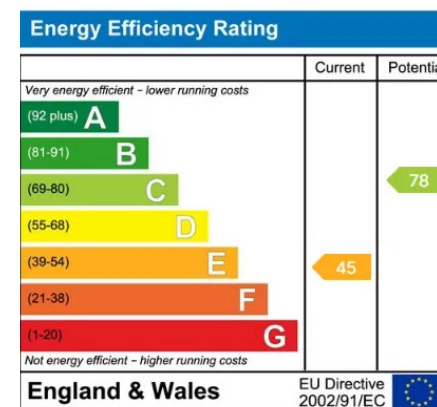 Energy Efficiency Rating
Current Potentia
Very energy efficient – lower running costs
(92 plus) A
(81-91) B
(69-80) C
78
(55-68) D
(39-54) E
45
(21-38) F
(1-20) G
Not energy efficient – higher running costs
England & Wales
EU Directive
2002/91/EC